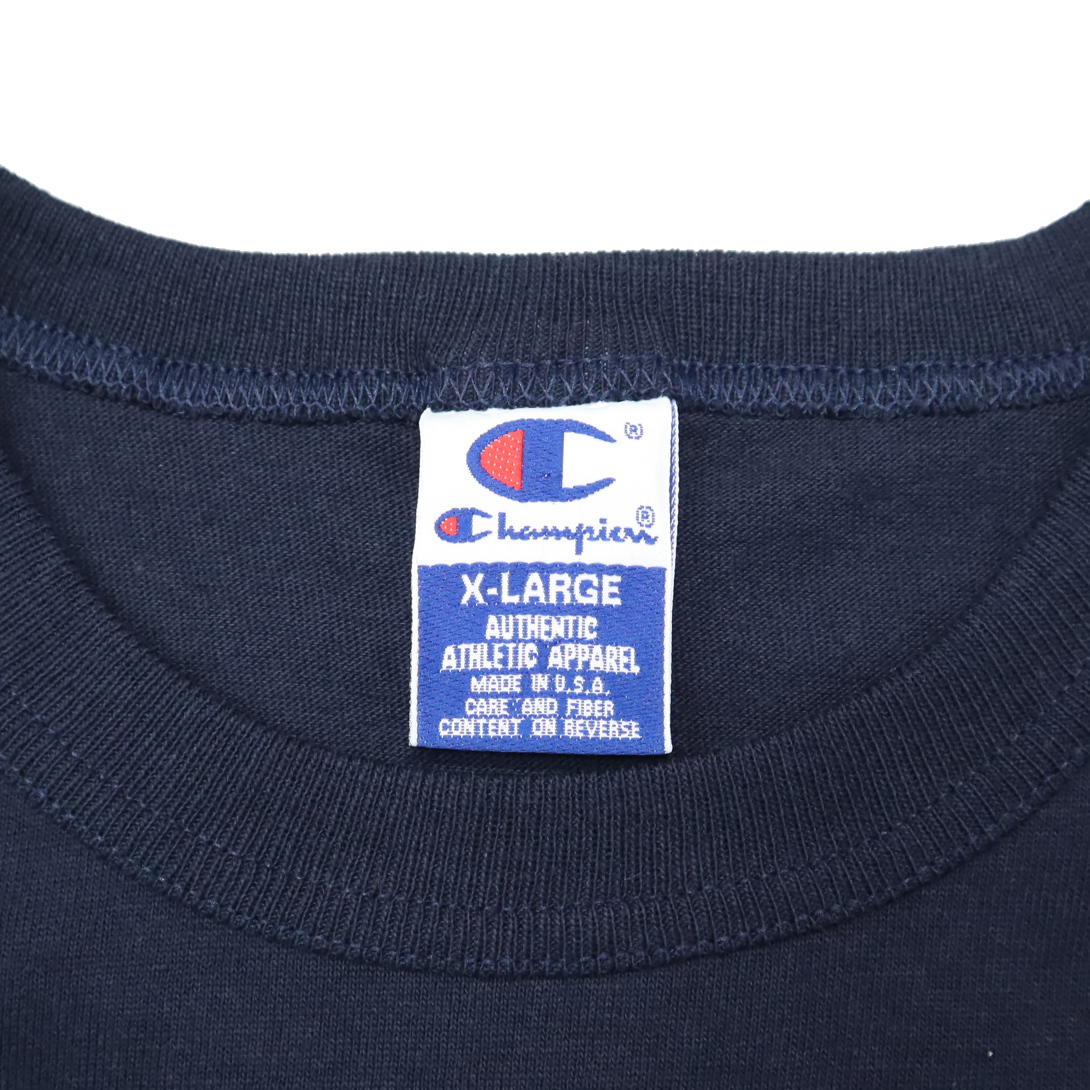 ®
Champion®
X-LARGE
AUTHENTIC
ATHLETIC APPAREL
MADE IN U.S.A.
CARE AND FIBER
CONTENT ON REVERSE